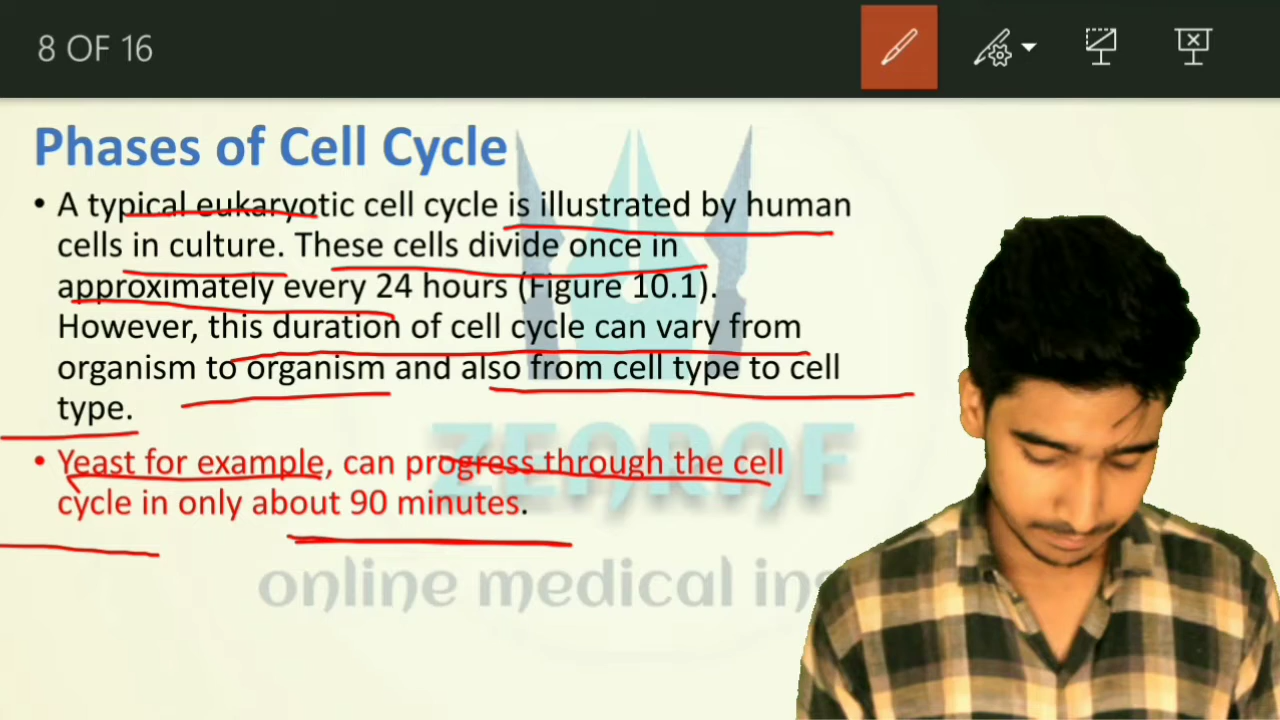 8 OF 16
Phases of Cell Cycle
• A typical eukaryotic cell cycle is illustrated by human
cells in culture. These cells divide once in
approximately every 24 hours (Figure 10.1).
However, this duration of cell cycle can vary from
organism to organism and also from cell type to cell
type.
• Yeast for example, can progress through the cell
cycle in only about 90 minutes.
ZEARAF
online medical ins